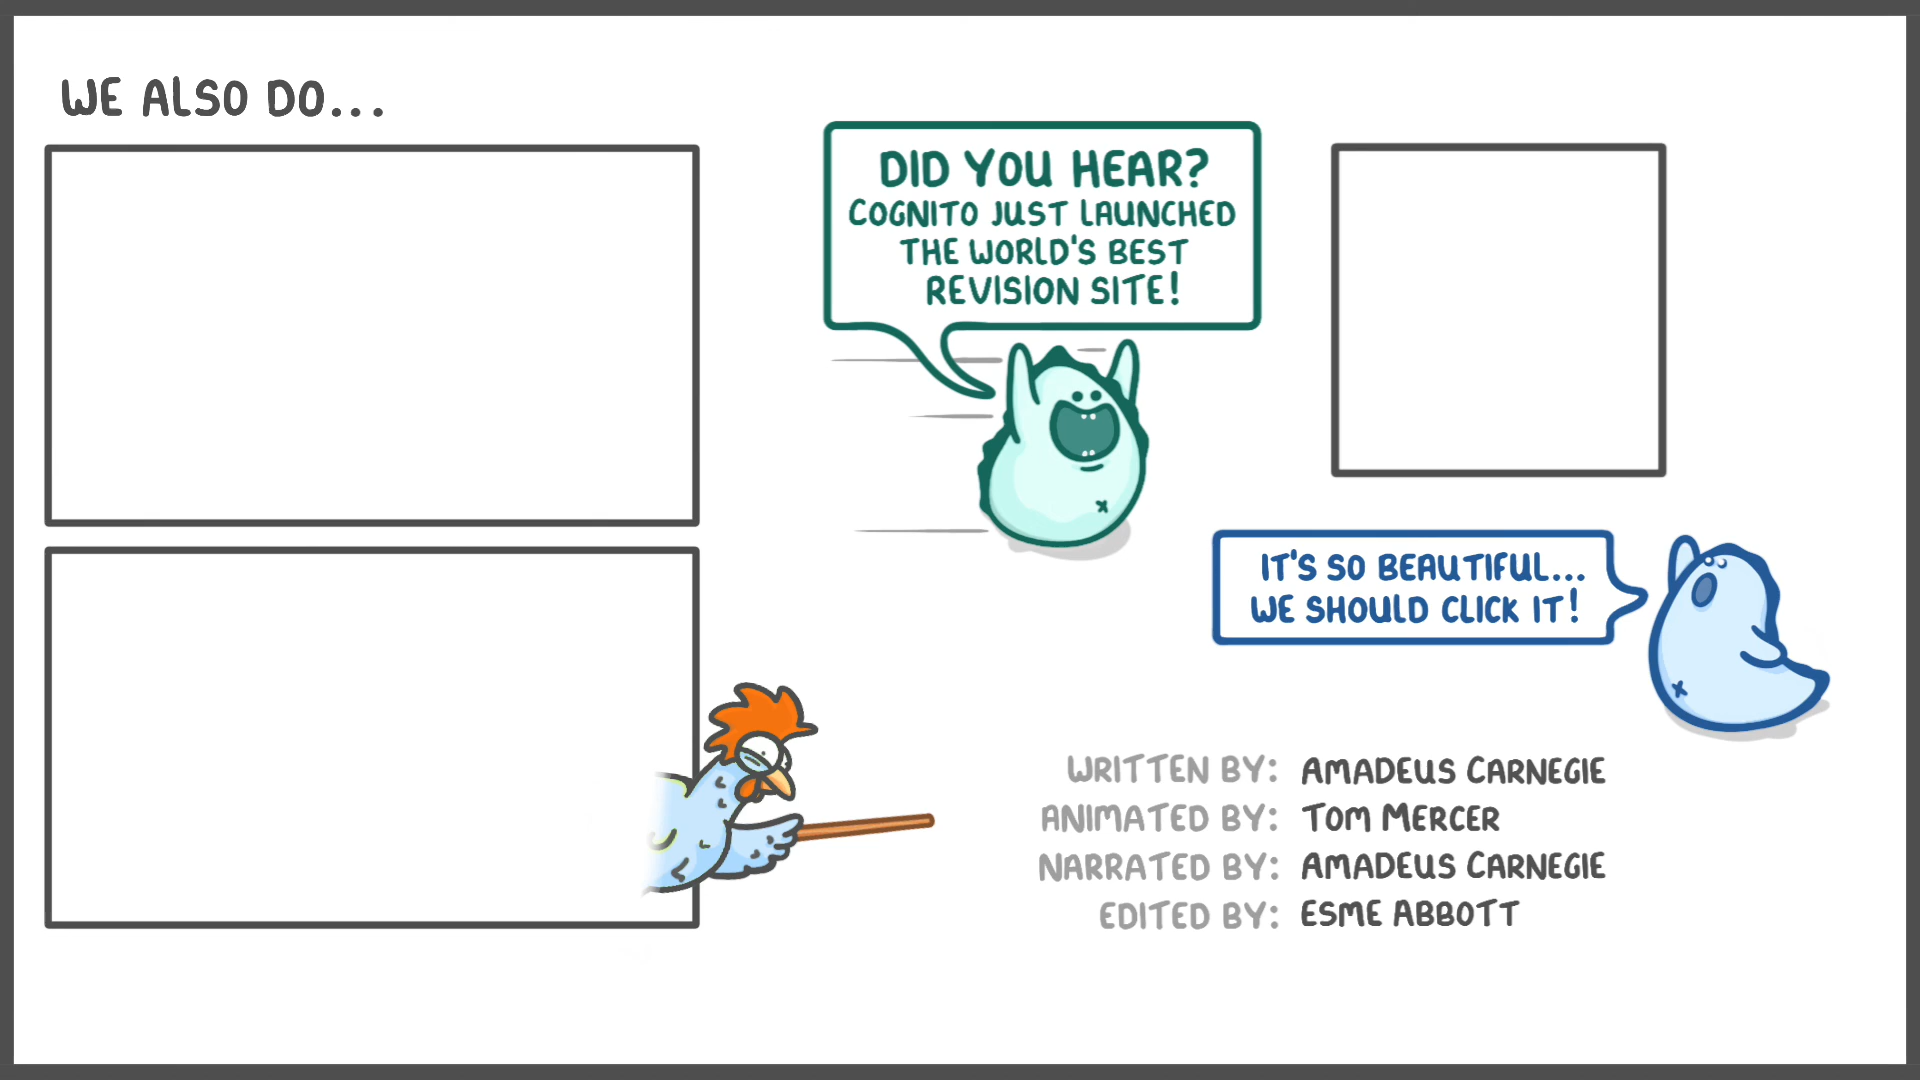 WE ALSO DO...
DID YOU HEAR?
COGNITO JUST LAUNCHED
THE WORLD'S BEST
REVISION SITE!
IT'S SO BEAUTIFUL...
WE SHOULD CLICK IT!
WRITTEN BY: AMADEUS CARNEGIE
ANIMATED BY: TOM MERCER
NARRATED BY: AMADEUS CARNEGIE
EDITED BY: ESME ABBOTT